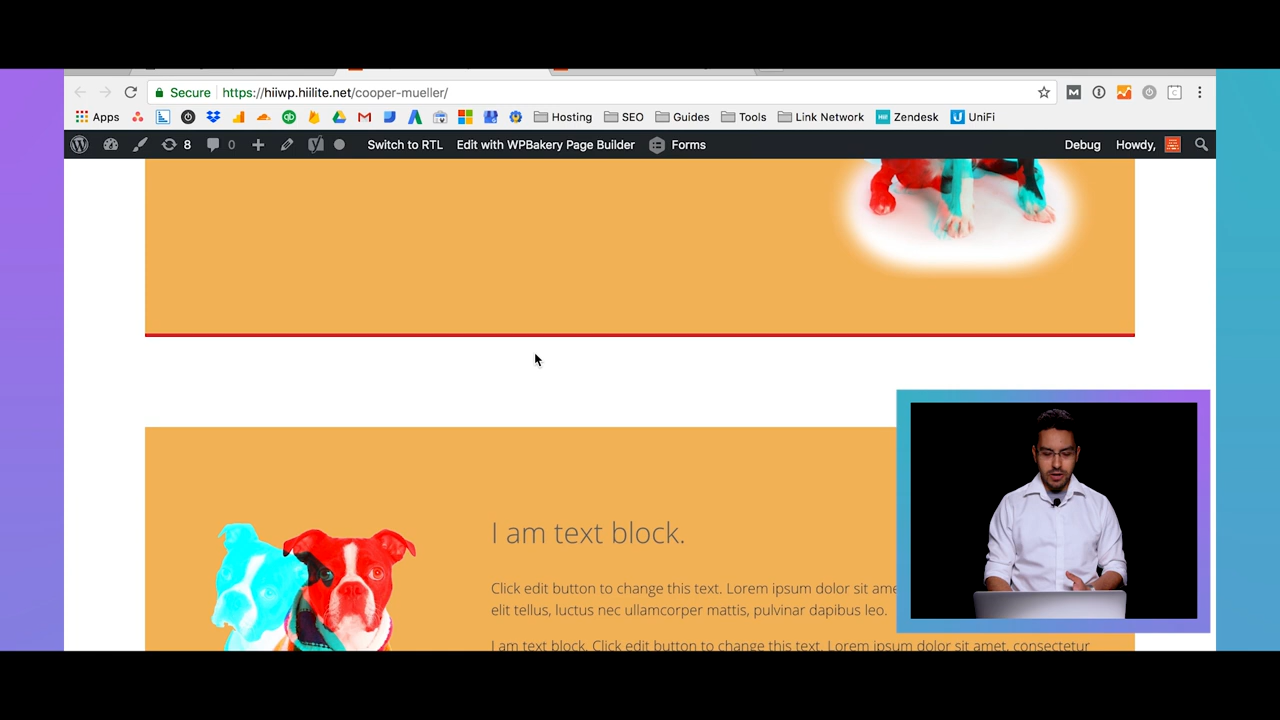 Secure https://hiiwp.hiilite.net/cooper-mueller/
Apps Hosting SEO Guides Tools Link Network Hiil Zendesk UniFi
8 0 Switch to RTL Edit with WPBakery Page Builder Forms Debug Howdy,
I am text block.
Click edit button to change this text. Lorem ipsum dolor sit ame
elit tellus, luctus nec ullamcorper mattis, pulvinar dapibus leo.
I am text block. Click edit button to change this text. Lorem ipsum dolor sit amet, consectetur